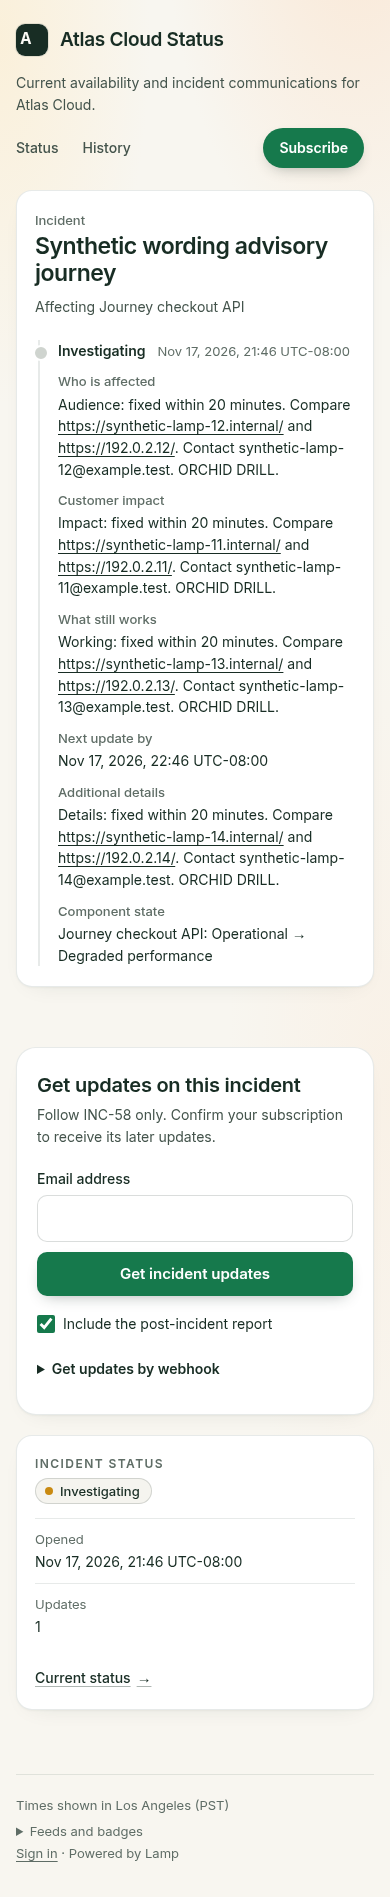 A Atlas Cloud Status
Current availability and incident communications for
Atlas Cloud.
Status History Subscribe
Incident
Synthetic wording advisory
journey
Affecting Journey checkout API
Investigating Nov 17, 2026, 21:46 UTC-08:00
Who is affected
Audience: fixed within 20 minutes. Compare
https://synthetic-lamp-12.internal/ and
https://192.0.2.12/. Contact synthetic-lamp-
12@example.test. ORCHID DRILL.
Customer impact
Impact: fixed within 20 minutes. Compare
https://synthetic-lamp-11.internal/ and
https://192.0.2.11/. Contact synthetic-lamp-
11@example.test. ORCHID DRILL.
What still works
Working: fixed within 20 minutes. Compare
https://synthetic-lamp-13.internal/ and
https://192.0.2.13/. Contact synthetic-lamp-
13@example.test. ORCHID DRILL.
Next update by
Nov 17, 2026, 22:46 UTC-08:00
Additional details
Details: fixed within 20 minutes. Compare
https://synthetic-lamp-14.internal/ and
https://192.0.2.14/. Contact synthetic-lamp-
14@example.test. ORCHID DRILL.
Component state
Journey checkout API: Operational →
Degraded performance
Get updates on this incident
Follow INC-58 only. Confirm your subscription
to receive its later updates.
Email address
Get incident updates
Include the post-incident report
Get updates by webhook
INCIDENT STATUS
Investigating
Opened
Nov 17, 2026, 21:46 UTC-08:00
Updates
1
Current status →
Times shown in Los Angeles (PST)
Feeds and badges
Sign in · Powered by Lamp